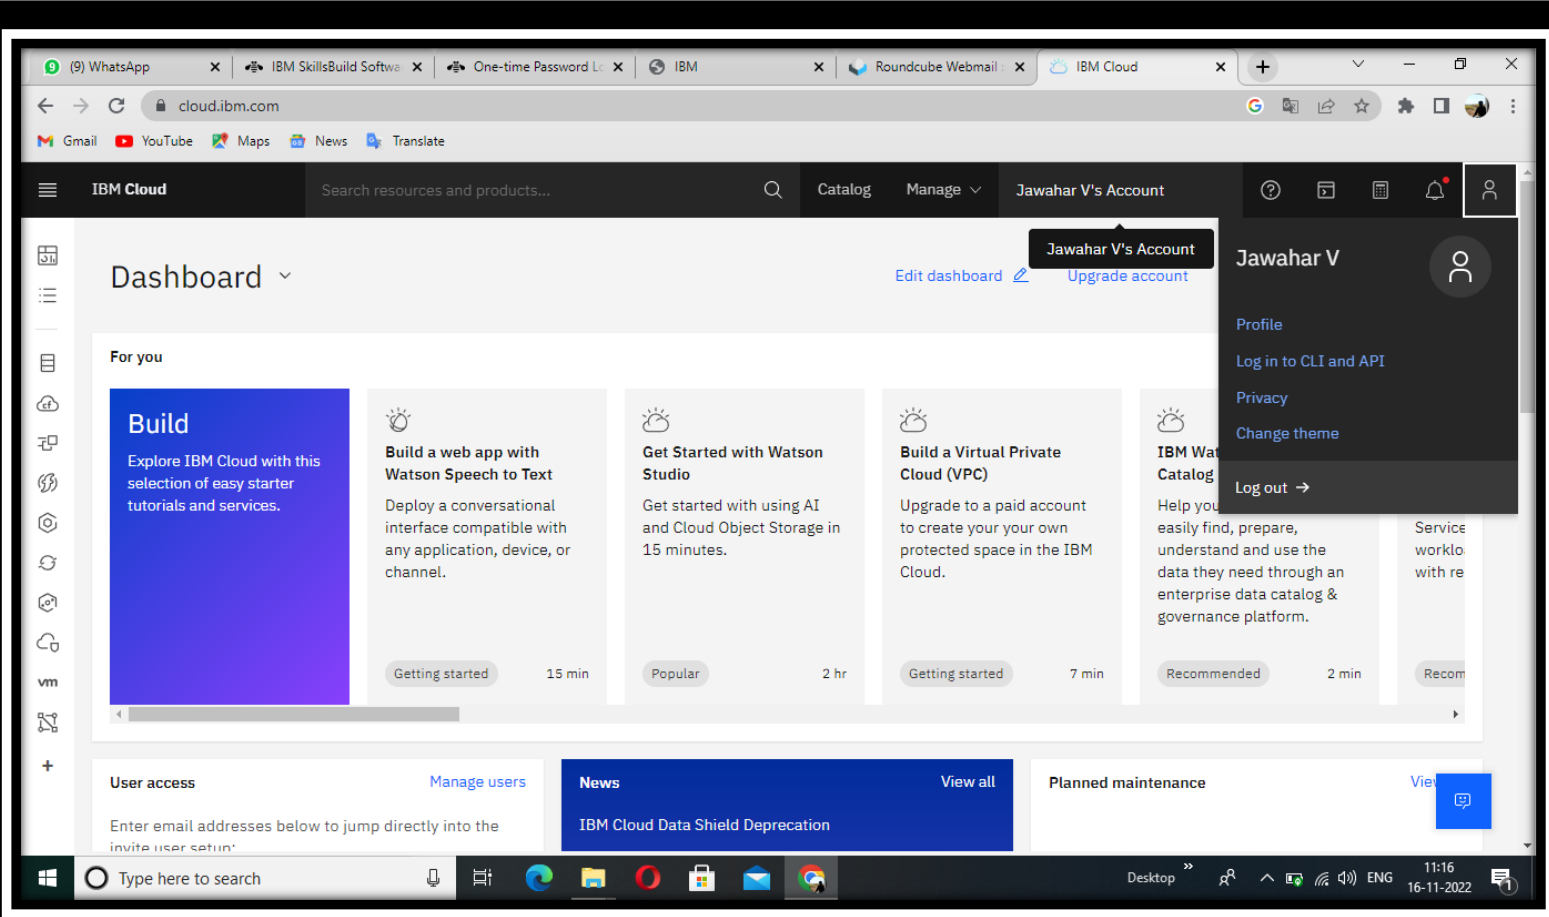 (9) WhatsApp
IBM SkillsBuild Softwa
One-time Password Lo
IBM
Roundcube Webmail
IBM Cloud
cloud.ibm.com
Gmail
YouTube
Maps
News
Translate
IBM Cloud
Search resources and products...
Catalog
Manage
Jawahar V's Account
Jawahar V's Account
Jawahar V
Profile
Log in to CLI and API
Privacy
Change theme
Log out →
Dashboard
Edit dashboard
Upgrade account
For you
Build
Explore IBM Cloud with this
selection of easy starter
tutorials and services.
Build a web app with
Watson Speech to Text
Deploy a conversational
interface compatible with
any application, device, or
channel.
Getting started
15 min
Get Started with Watson
Studio
Get started with using AI
and Cloud Object Storage in
15 minutes.
Popular
2 hr
Build a Virtual Private
Cloud (VPC)
Upgrade to a paid account
to create your your own
protected space in the IBM
Cloud.
Getting started
7 min
IBM Wat
Catalog
Help you
easily find, prepare,
understand and use the
data they need through an
enterprise data catalog &
governance platform.
Recommended
2 min
Service
worklo
with re
Recom
vm
User access
Manage users
Enter email addresses below to jump directly into the
invite user setup:
News
View all
IBM Cloud Data Shield Deprecation
Planned maintenance
View
Type here to search
Desktop
ENG
11:16
16-11-2022
1